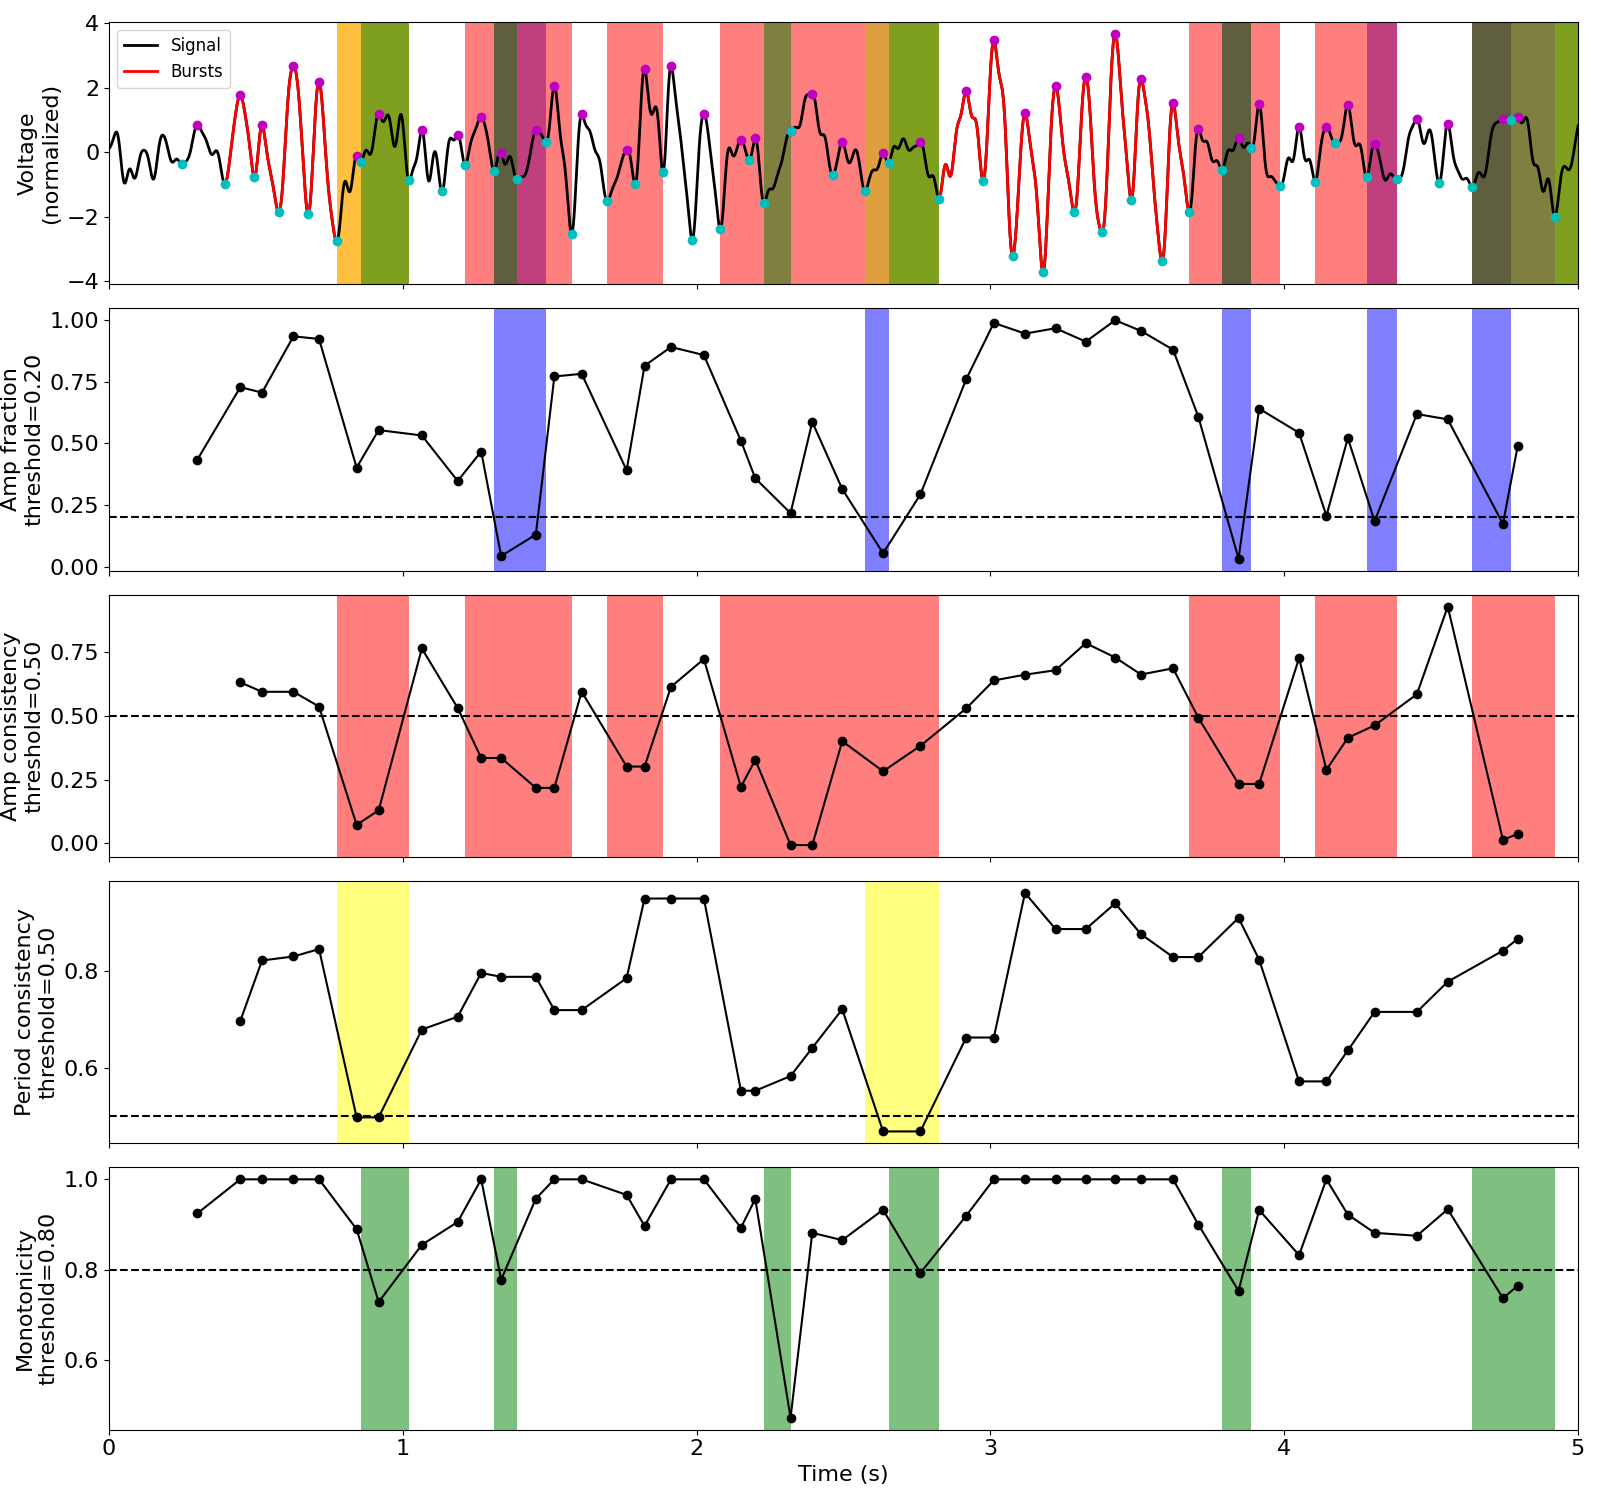 Voltage
(normalized)
4
2
0
−2
−4
Signal
Bursts
Amp fraction
threshold=0.20
1.00
0.75
0.50
0.25
0.00
Amp consistency
threshold=0.50
0.75
0.50
0.25
0.00
Period consistency
threshold=0.50
0.8
0.6
Monotonicity
threshold=0.80
1.0
0.8
0.6
0 1 2 3 4 5
Time (s)